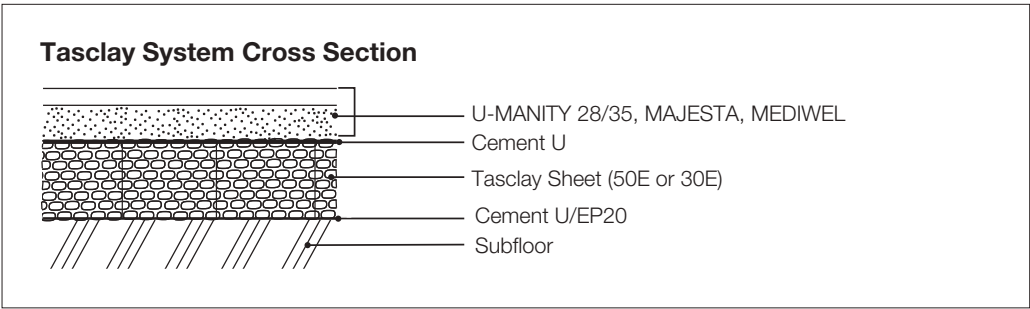 Tasclay System Cross Section
U-MANITY 28/35, MAJESTA, MEDIWEL
Cement U
Tasclay Sheet (50E or 30E)
Cement U/EP20
Subfloor